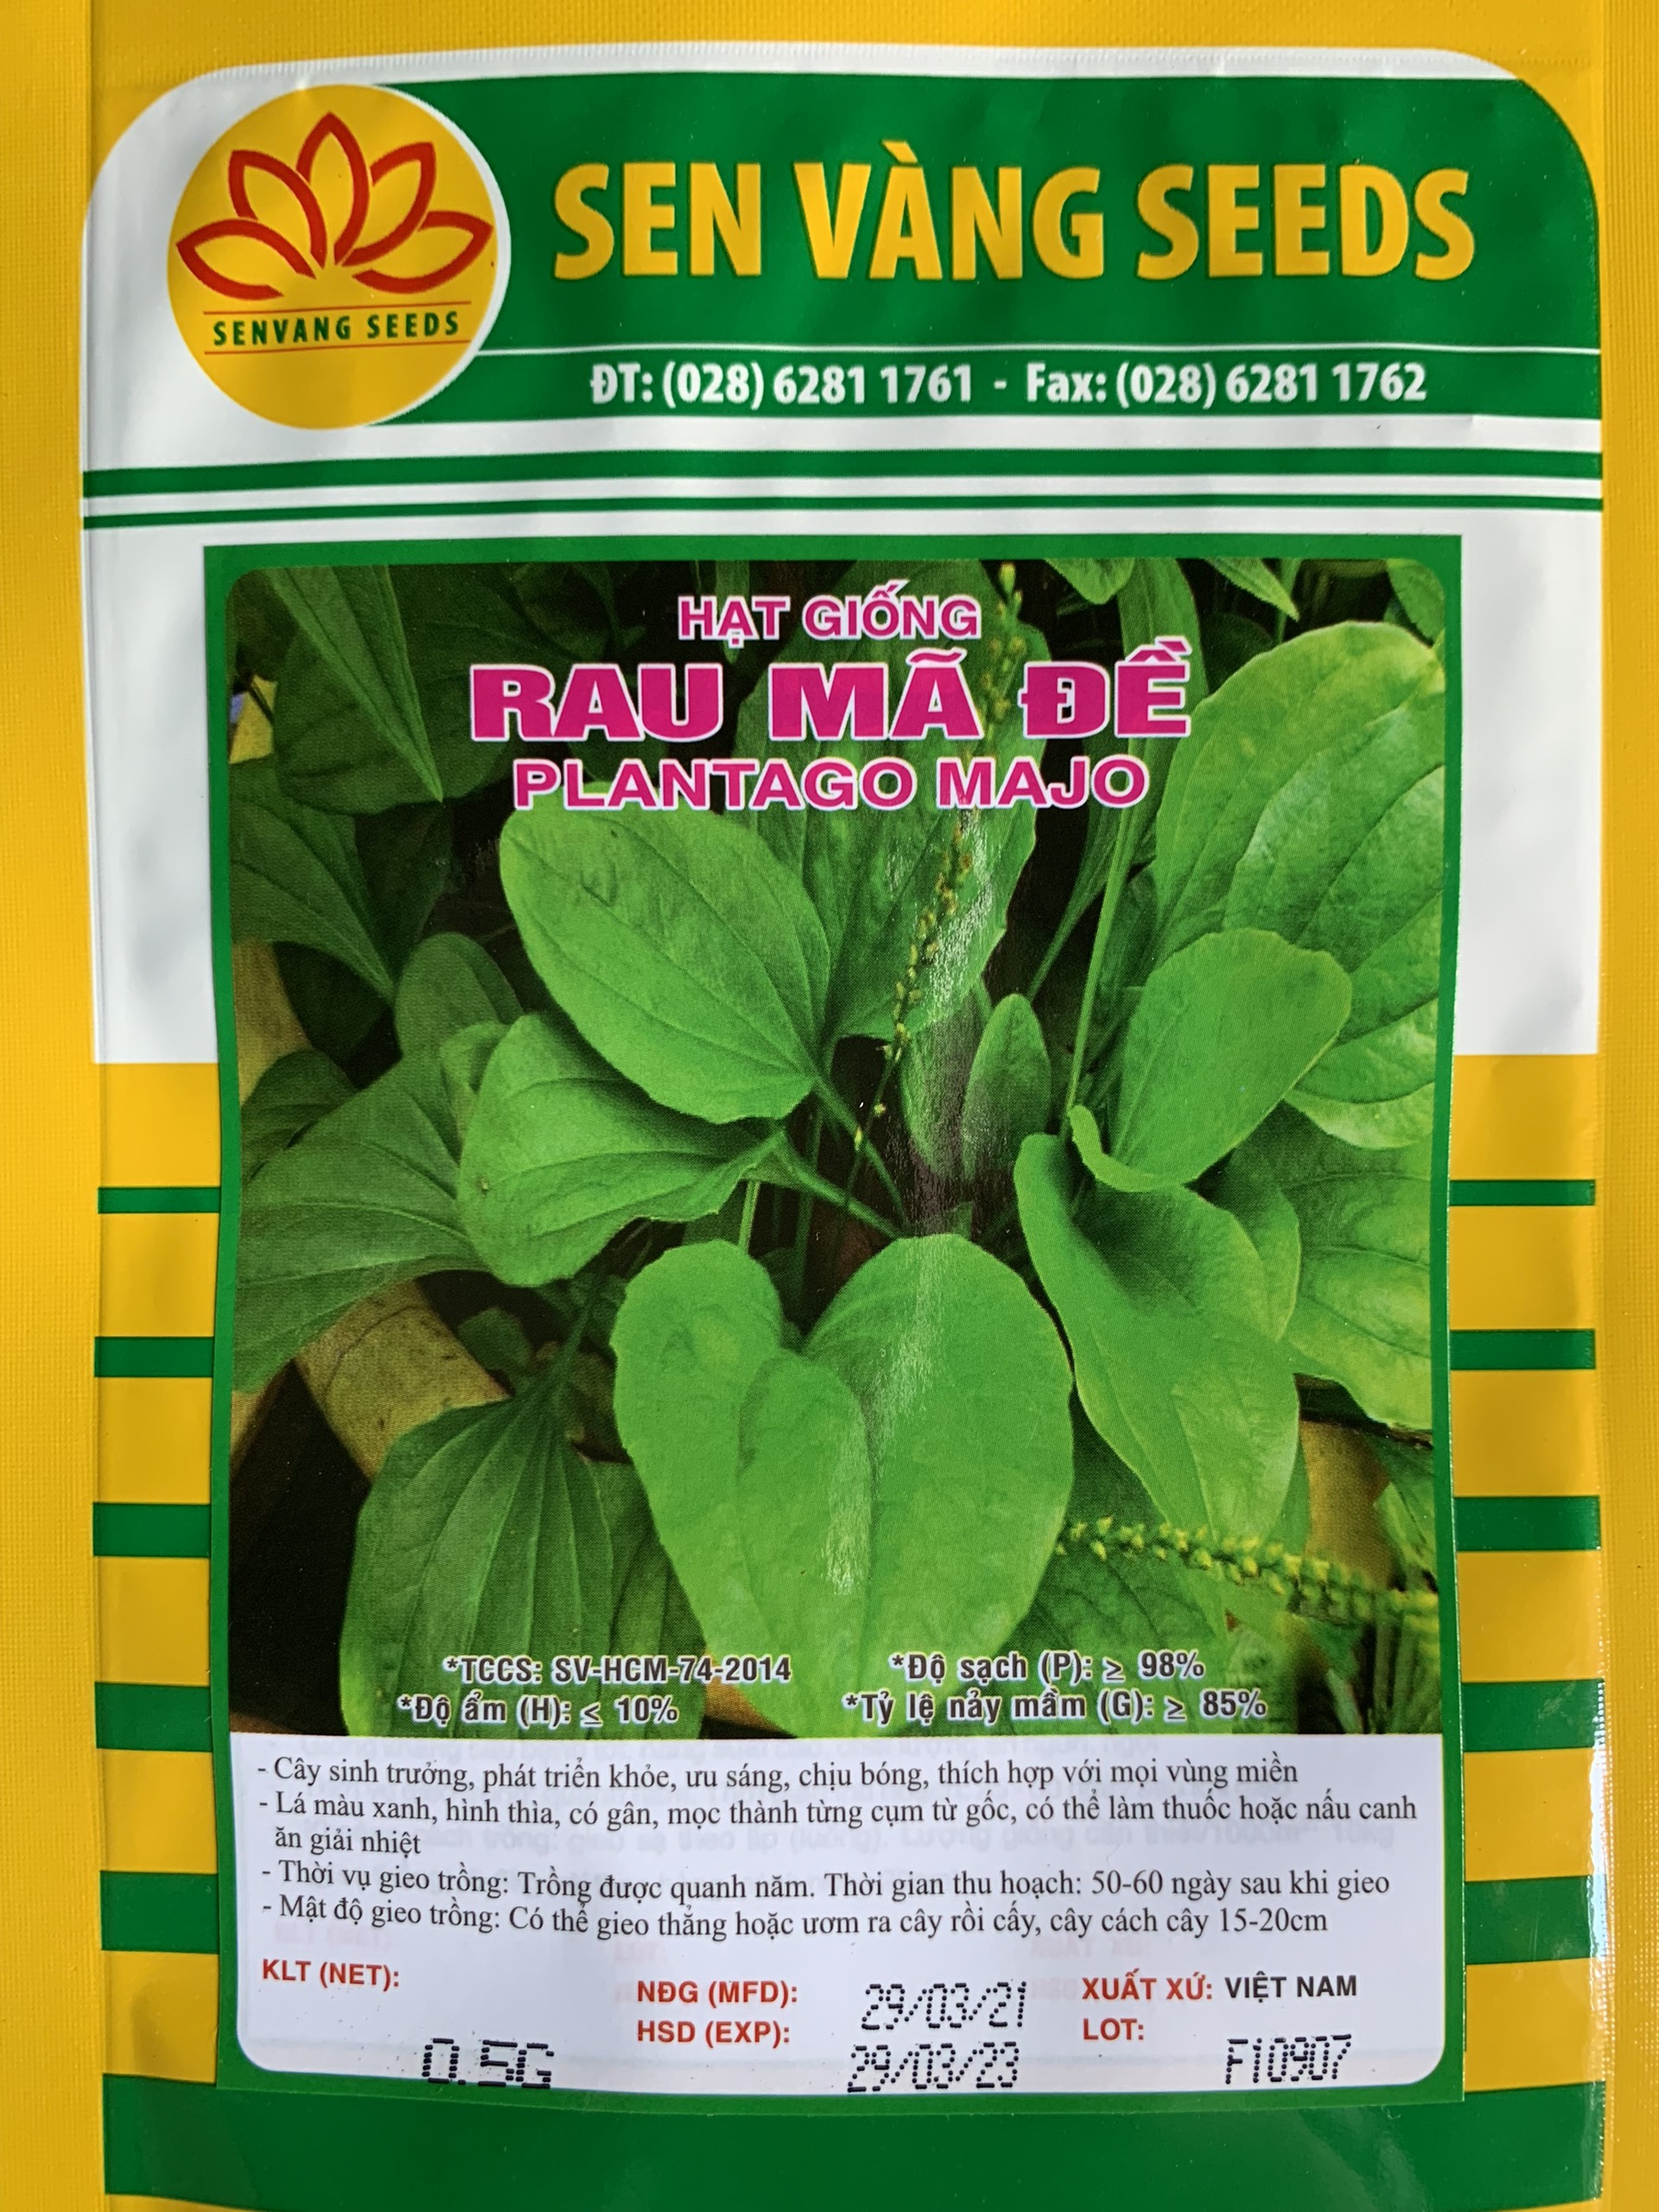 SEN VÀNG SEEDS
SENVANG SEEDS
ĐT: (028) 6281 1761 - Fax: (028) 6281 1762
HẠT GIỐNG
RAU MÃ ĐỀ
PLANTAGO MAJO
*TCCS: SV-HCM-74-2014 *Độ sạch (P): ≥ 98%
*Độ ẩm (H): ≤ 10% *Tỷ lệ nảy mầm (G): ≥ 85%
- Cây sinh trưởng, phát triển khỏe, ưu sáng, chịu bóng, thích hợp với mọi vùng miền
- Lá màu xanh, hình thìa, có gân, mọc thành từng cụm từ gốc, có thể làm thuốc hoặc nấu canh
ăn giải nhiệt
- Thời vụ gieo trồng: Trồng được quanh năm. Thời gian thu hoạch: 50-60 ngày sau khi gieo
- Mật độ gieo trồng: Có thể gieo thẳng hoặc ươm ra cây rồi cấy, cây cách cây 15-20cm
KLT (NET): NĐG (MFD): 29/03/21 XUẤT XỨ: VIỆT NAM
0.5G HSD (EXP): 29/03/23 LOT: F10907